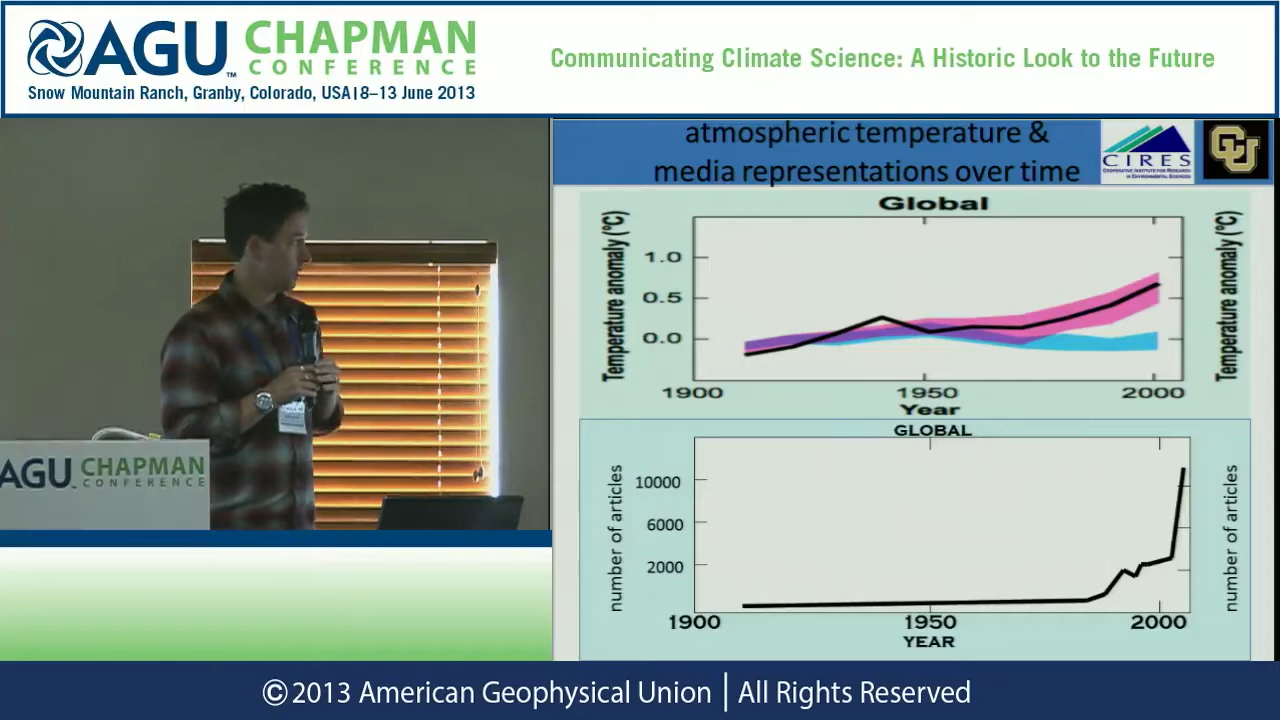 AGU CHAPMAN
CONFERENCE
TM
Snow Mountain Ranch, Granby, Colorado, USA|8–13 June 2013
Communicating Climate Science: A Historic Look to the Future
atmospheric temperature &
media representations over time
CIRES
COOPERATIVE INSTITUTE FOR RESEARCH
IN ENVIRONMENTAL SCIENCES
CU
Global
Temperature anomaly (°C)
1.0
0.5
0.0
Temperature anomaly (°C)
1900
1950
2000
Year
GLOBAL
number of articles
10000
6000
2000
number of articles
1900
1950
2000
YEAR
AGU CHAPMAN
CONFERENCE
©2013 American Geophysical Union | All Rights Reserved